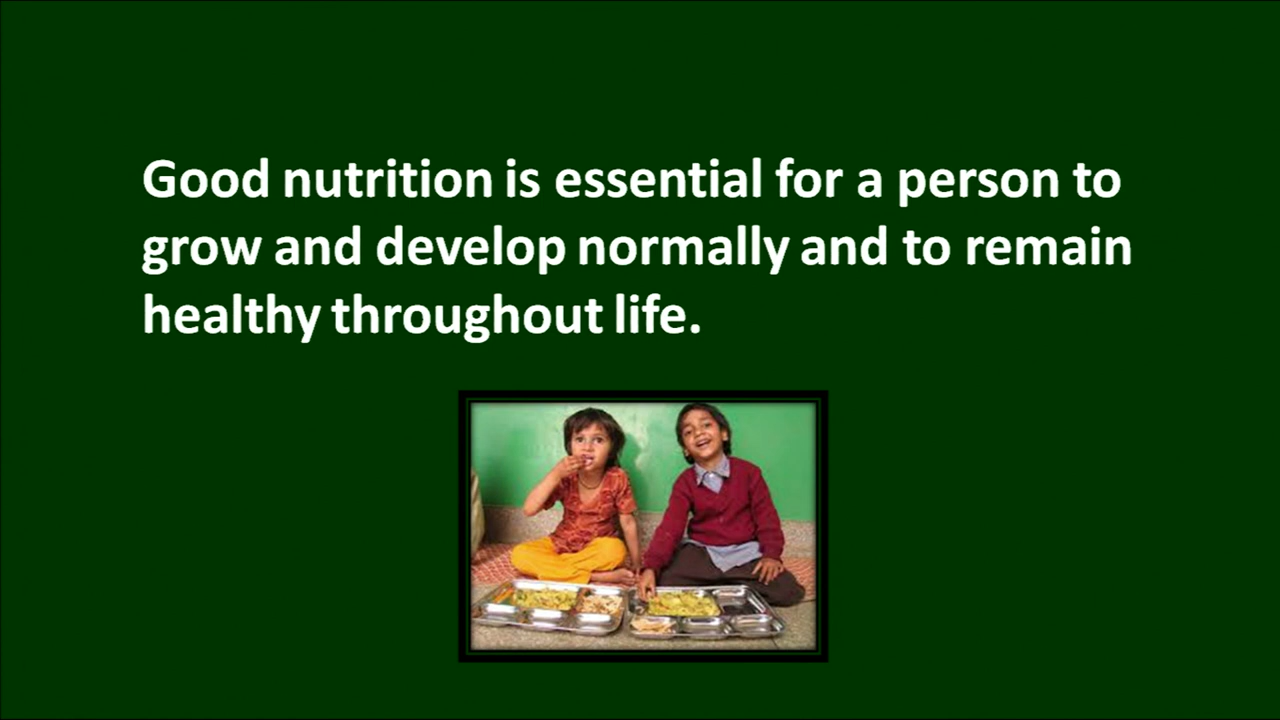 Good nutrition is essential for a person to
grow and develop normally and to remain
healthy throughout life.